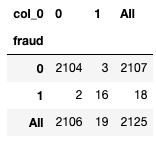 col_0 0 1 All
fraud
0 2104 3 2107
1 2 16 18
All 2106 19 2125